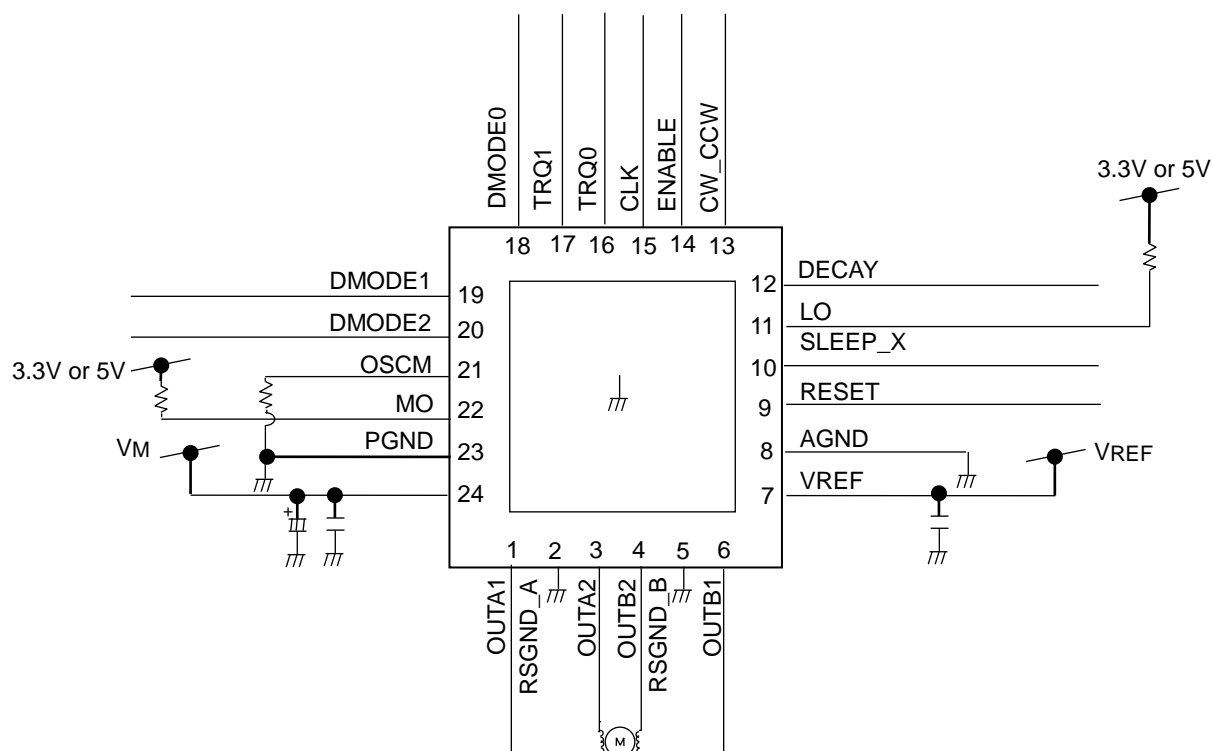 DMODE0
TRQ1
TRQ0
CLK
ENABLE
CW_CCW
18
17
16
15
14
13
3.3V or 5V
DMODE1
19
DMODE2
20
3.3V or 5V
OSCM
21
MO
22
VM
PGND
23
24
+
12
DECAY
11
LO
10
SLEEP_X
9
RESET
8
AGND
7
VREF
VREF
1
2
3
4
5
6
OUTA1
RSGND_A
OUTA2
OUTB2
RSGND_B
OUTB1
M